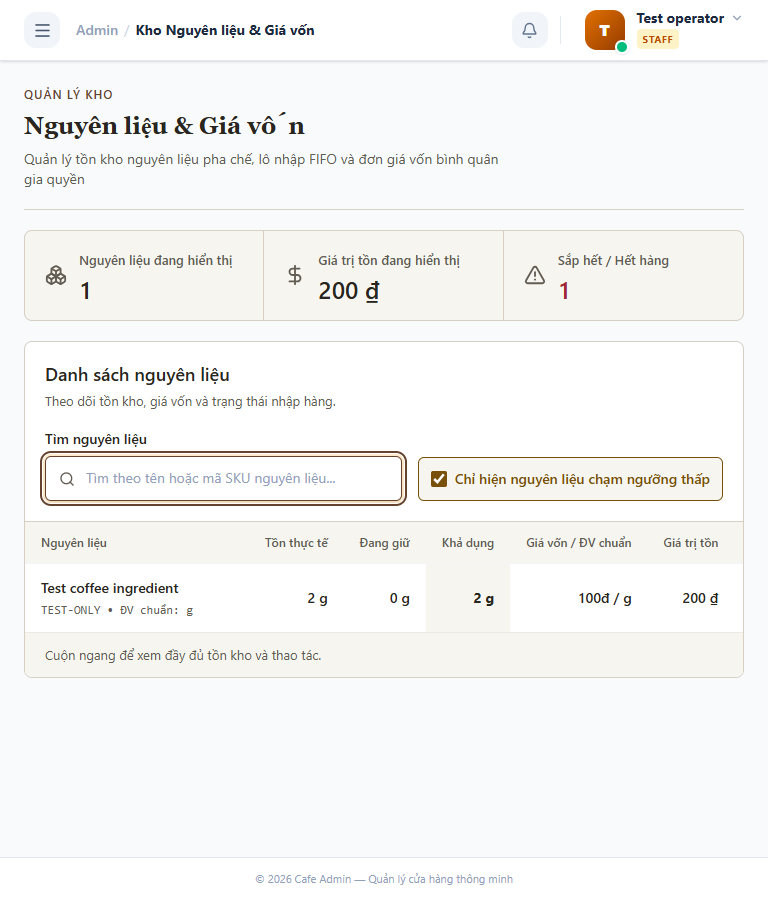 Admin / Kho Nguyên liệu & Giá vốn
T
Test operator
STAFF
QUẢN LÝ KHO
Nguyên liệu & Giá vốn
Quản lý tồn kho nguyên liệu pha chế, lô nhập FIFO và đơn giá vốn bình quân
gia quyền
Nguyên liệu đang hiển thị
1
Giá trị tồn đang hiển thị
200 ₫
Sắp hết / Hết hàng
1
Danh sách nguyên liệu
Theo dõi tồn kho, giá vốn và trạng thái nhập hàng.
Tìm nguyên liệu
Tìm theo tên hoặc mã SKU nguyên liệu...
Chỉ hiện nguyên liệu chạm ngưỡng thấp
Nguyên liệu Tồn thực tế Đang giữ Khả dụng Giá vốn / ĐV chuẩn Giá trị tồn
Test coffee ingredient 2 g 0 g 2 g 100đ / g 200 ₫
TEST-ONLY • ĐV chuẩn: g
Cuộn ngang để xem đầy đủ tồn kho và thao tác.
© 2026 Cafe Admin — Quản lý cửa hàng thông minh